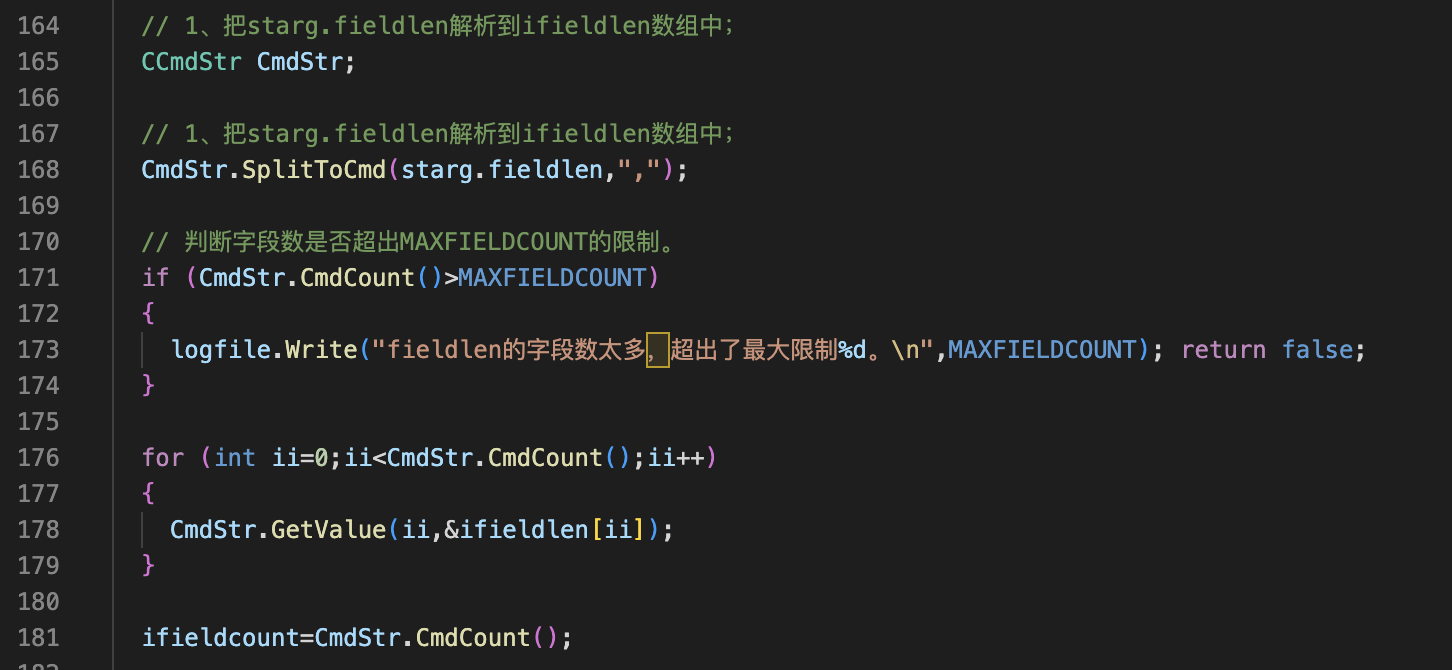 164 // 1、把starg.fieldlen解析到ifieldlen数组中;
165 CCmdStr CmdStr;
166
167 // 1、把starg.fieldlen解析到ifieldlen数组中;
168 CmdStr.SplitToCmd(starg.fieldlen,",");
169
170 // 判断字段数是否超出MAXFIELDCOUNT的限制。
171 if (CmdStr.CmdCount()>MAXFIELDCOUNT)
172 {
173 logfile.Write("fieldlen的字段数太多,超出了最大限制%d。\n",MAXFIELDCOUNT); return false;
174 }
175
176 for (int ii=0;ii<CmdStr.CmdCount();ii++)
177 {
178 CmdStr.GetValue(ii,&ifieldlen[ii]);
179 }
180
181 ifieldcount=CmdStr.CmdCount();